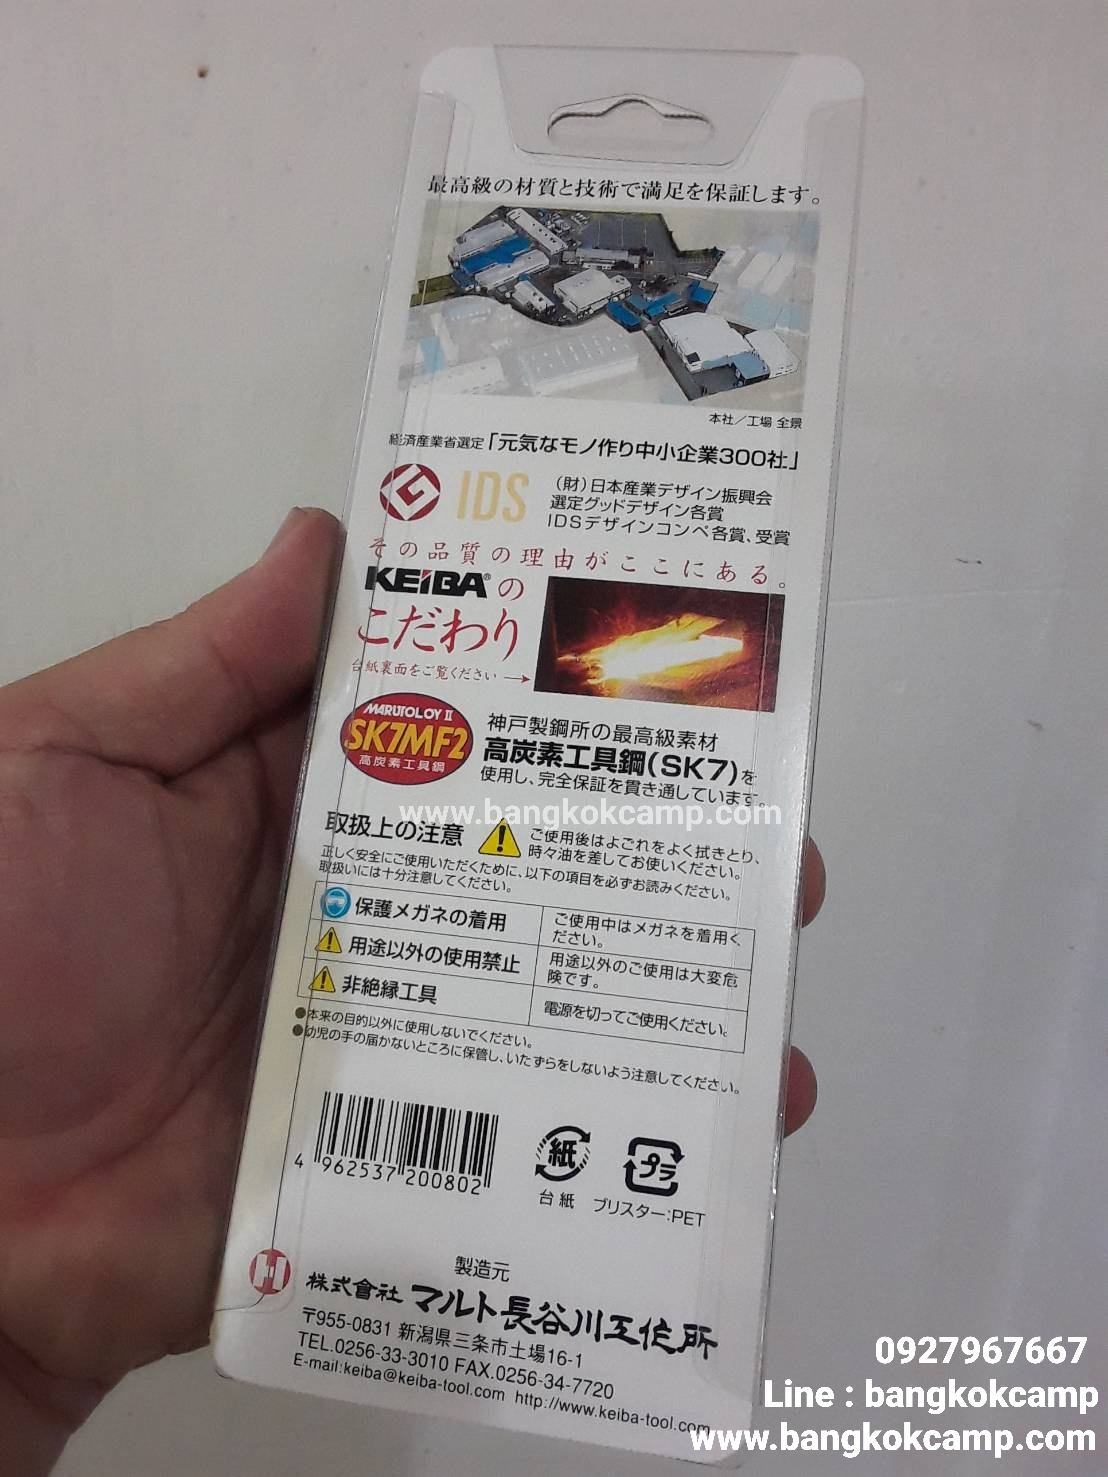 最高級の材質と技術で満足を保証します。
本社／工場 全景
経済産業省選定「元気なモノ作り中小企業300社」
G IDS
（財）日本産業デザイン振興会
選定グッドデザイン各賞
IDSデザインコンペ各賞、受賞
その品質の理由がここにある。
KEIBA®の
こだわり
台紙裏面をご覧ください→
MARUTOLOY II
SK7MF2
高炭素工具鋼
神戸製鋼所の最高級素材
高炭素工具鋼(SK7)を
使用し、完全保証を貫き通しています。
www.bangkokcamp.com
取扱上の注意
ご使用後はよごれをよく拭きとり、
時々油を差してお使いください。
正しく安全にご使用いただくために、以下の項目を必ずお読みください。
取扱いには十分注意してください。
保護メガネの着用
ご使用中はメガネを着用く
ださい。
用途以外の使用禁止
用途以外のご使用は大変危
険です。
非絶縁工具
電源を切ってご使用ください。
●本来の目的以外に使用しないでください。
●幼児の手の届かないところに保管し、いたずらをしないよう注意してください。
4 962537 200802
紙
台紙
プラ
ブリスター:PET
製造元
H 株式會社 マルト長谷川工作所
〒955-0831 新潟県三条市土場16-1
TEL.0256-33-3010 FAX.0256-34-7720
E-mail:keiba@keiba-tool.com http://www.keiba-tool.com
0927967667
Line : bangkokcamp
www.bangkokcamp.com